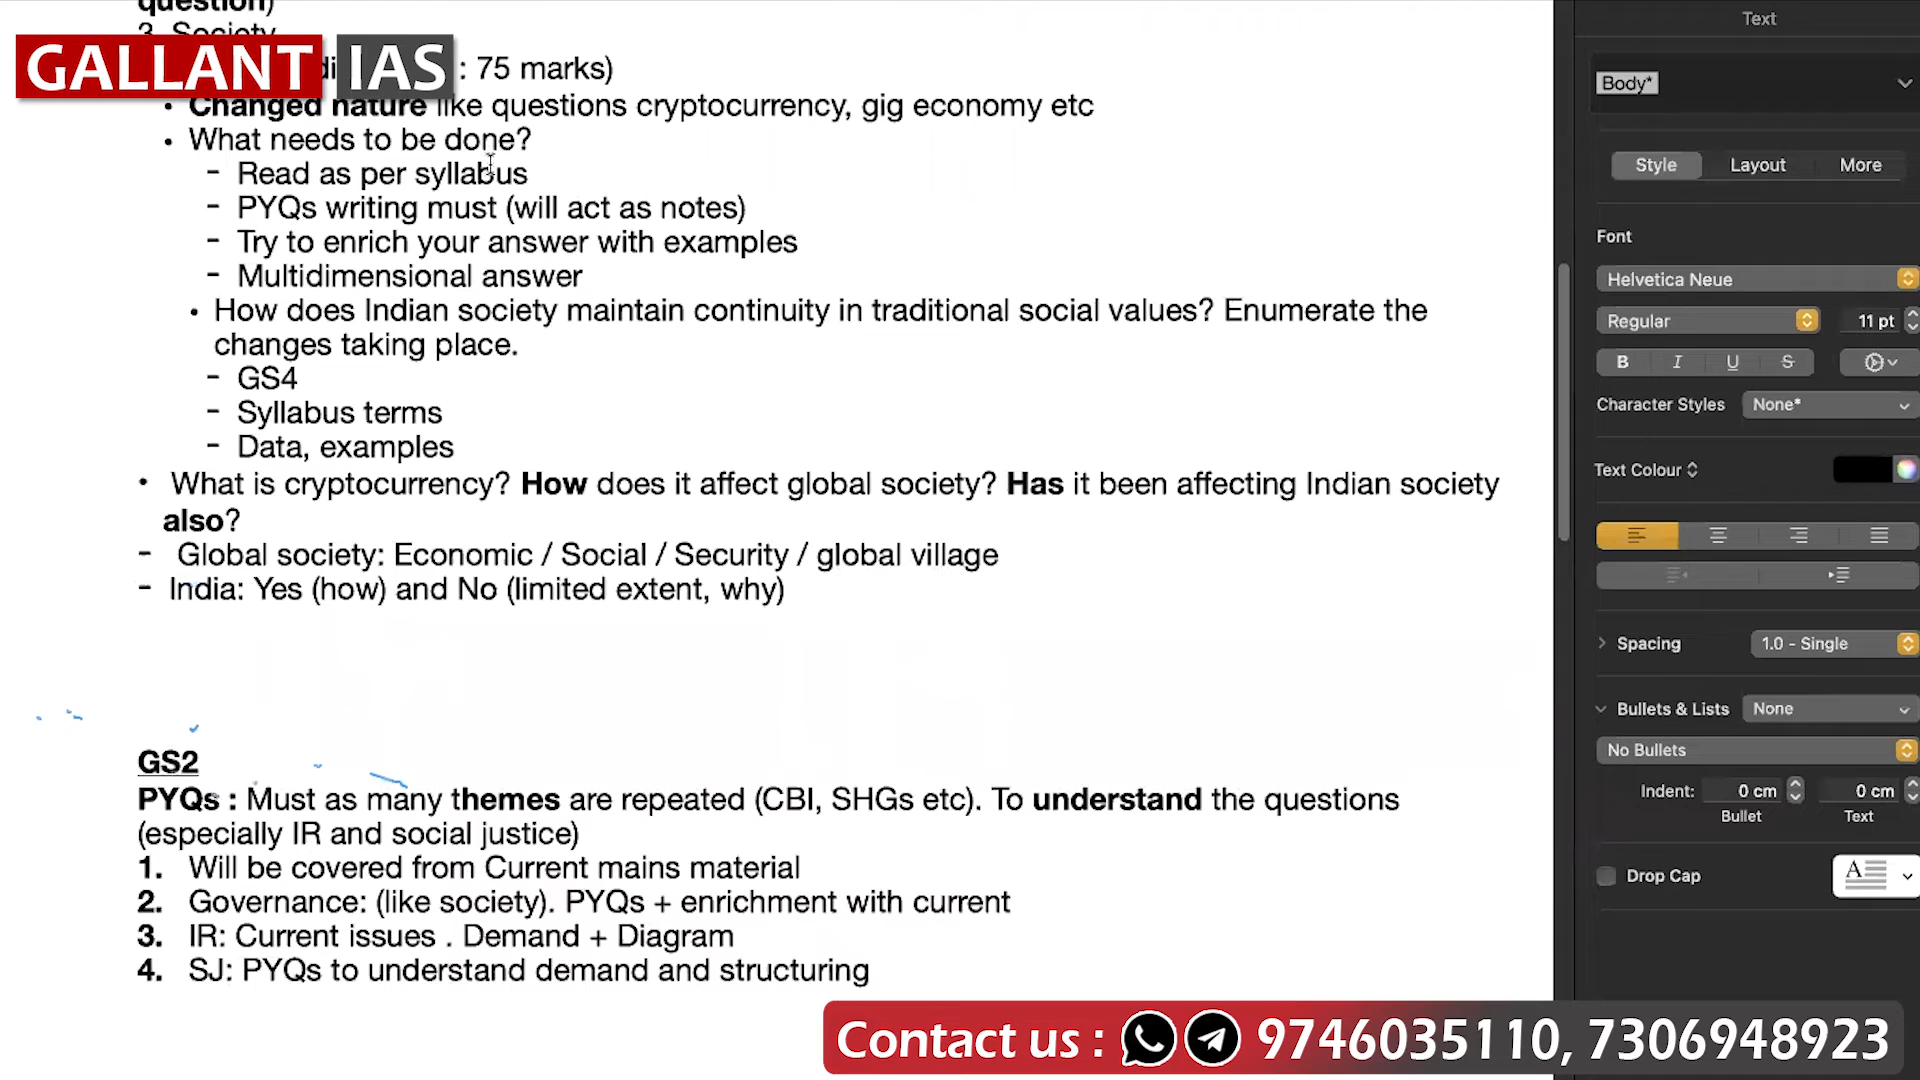 question)
3. Society
GALLANT IAS
: 75 marks)
• Changed nature like questions cryptocurrency, gig economy etc
• What needs to be done?
- Read as per syllabus
- PYQs writing must (will act as notes)
- Try to enrich your answer with examples
- Multidimensional answer
• How does Indian society maintain continuity in traditional social values? Enumerate the
changes taking place.
- GS4
- Syllabus terms
- Data, examples
• What is cryptocurrency? How does it affect global society? Has it been affecting Indian society
also?
- Global society: Economic / Social / Security / global village
- India: Yes (how) and No (limited extent, why)
GS2
PYQs : Must as many themes are repeated (CBI, SHGs etc). To understand the questions
(especially IR and social justice)
1. Will be covered from Current mains material
2. Governance: (like society). PYQs + enrichment with current
3. IR: Current issues . Demand + Diagram
4. SJ: PYQs to understand demand and structuring
Contact us : 9746035110, 7306948923
Text
Body*
Style Layout More
Font
Helvetica Neue
Regular 11 pt
B I U S
Character Styles None*
Text Colour
Spacing 1.0 - Single
Bullets & Lists None
No Bullets
Indent: 0 cm 0 cm
Bullet Text
Drop Cap A